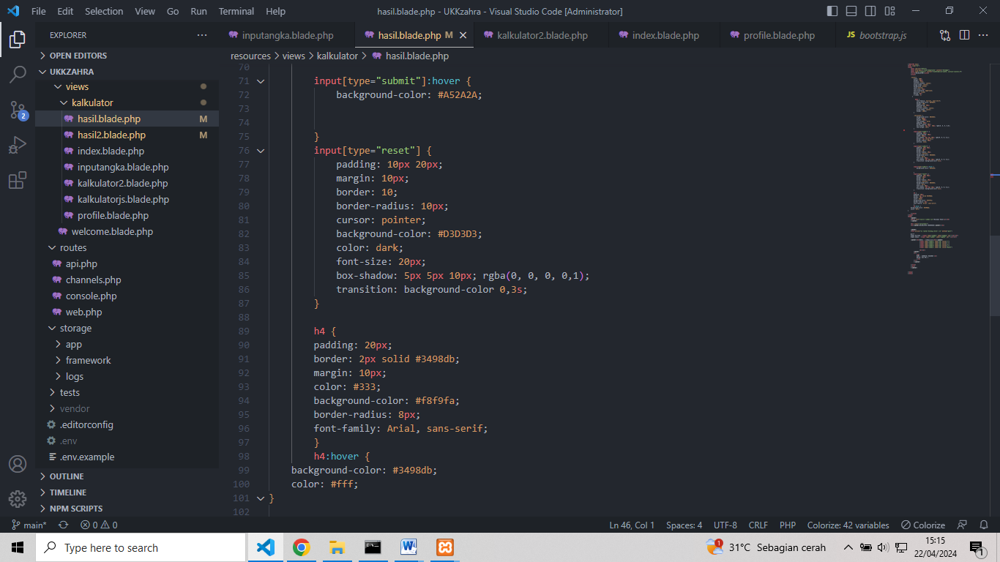 File Edit Selection View Go Run Terminal Help hasil.blade.php - UKKzahra - Visual Studio Code [Administrator]
EXPLORER ··· inputangka.blade.php hasil.blade.php M kalkulator2.blade.php index.blade.php profile.blade.php JS bootstrap.js ···
OPEN EDITORS
UKKZAHRA
views
kalkulator
hasil.blade.php M
hasil2.blade.php M
index.blade.php
inputangka.blade.php
kalkulator2.blade.php
kalkulatorjs.blade.php
profile.blade.php
welcome.blade.php
routes
api.php
channels.php
console.php
web.php
storage
app
framework
logs
tests
vendor
.editorconfig
.env
.env.example
OUTLINE
TIMELINE
NPM SCRIPTS
2
resources > views > kalkulator > hasil.blade.php
70
71 input[type="submit"]:hover {
72 background-color: #A52A2A;
73
74
75 }
76 input[type="reset"] {
77 padding: 10px 20px;
78 margin: 10px;
79 border: 10;
80 border-radius: 10px;
81 cursor: pointer;
82 background-color: #D3D3D3;
83 color: dark;
84 font-size: 20px;
85 box-shadow: 5px 5px 10px; rgba(0, 0, 0, 0,1);
86 transition: background-color 0,3s;
87 }
88
89 h4 {
90 padding: 20px;
91 border: 2px solid #3498db;
92 margin: 10px;
93 color: #333;
94 background-color: #f8f9fa;
95 border-radius: 8px;
96 font-family: Arial, sans-serif;
97 }
98 h4:hover {
99 background-color: #3498db;
100 color: #fff;
101 }
102
main* 0 0 Ln 46, Col 1 Spaces: 4 UTF-8 CRLF PHP Colorize: 42 variables Colorize
Type here to search 1 31°C Sebagian cerah 15:15
22/04/2024 1